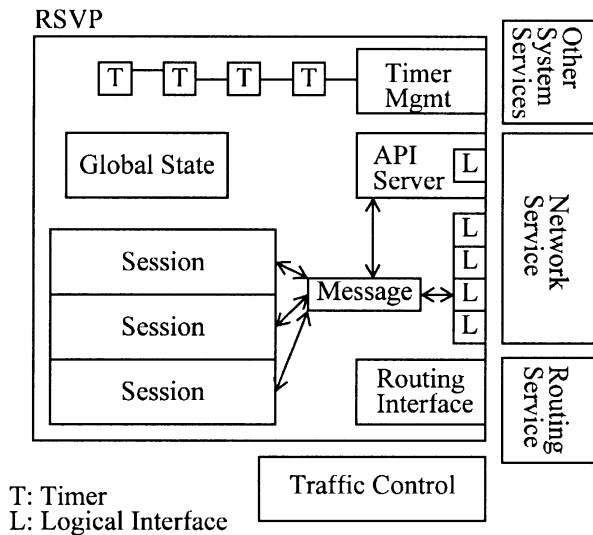 RSVP
T
T
T
T
Timer
Mgmt
Other
System
Services
Global State
API
Server
L
Network
Service
L
L
L
L
Session
Session
Session
Message
Routing
Interface
Routing
Service
Traffic Control
T: Timer
L: Logical Interface